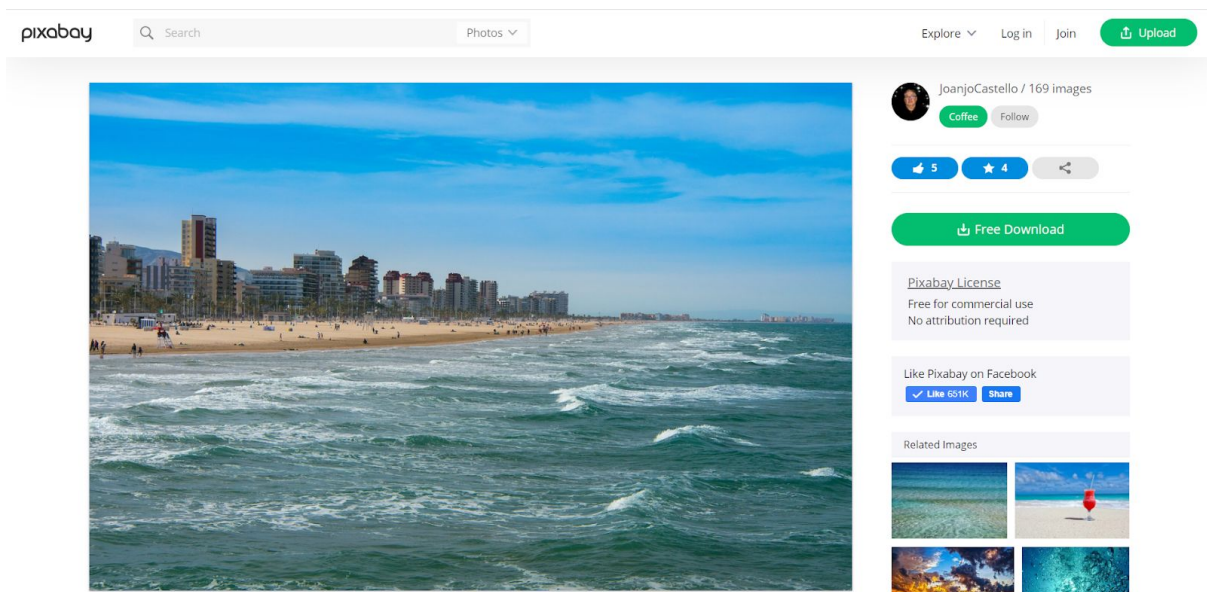 pixabay
Search
Photos
Explore
Log in
Join
Upload
JoanjoCastello / 169 images
Coffee
Follow
5
4
Free Download
Pixabay License
Free for commercial use
No attribution required
Like Pixabay on Facebook
Like 651K
Share
Related Images